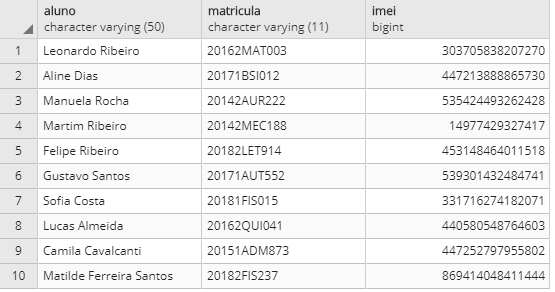 aluno matricula imei
character varying (50) character varying (11) bigint
1 Leonardo Ribeiro 20162MAT003 303705838207270
2 Aline Dias 20171BSI012 447213888865730
3 Manuela Rocha 20142AUR222 535424493262428
4 Martim Ribeiro 20142MEC188 14977429327417
5 Felipe Ribeiro 20182LET914 453148464011518
6 Gustavo Santos 20171AUT552 539301432484741
7 Sofia Costa 20181FIS015 331716274182071
8 Lucas Almeida 20162QUI041 440580548764603
9 Camila Cavalcanti 20151ADM873 447252797955802
10 Matilde Ferreira Santos 20182FIS237 869414048411444